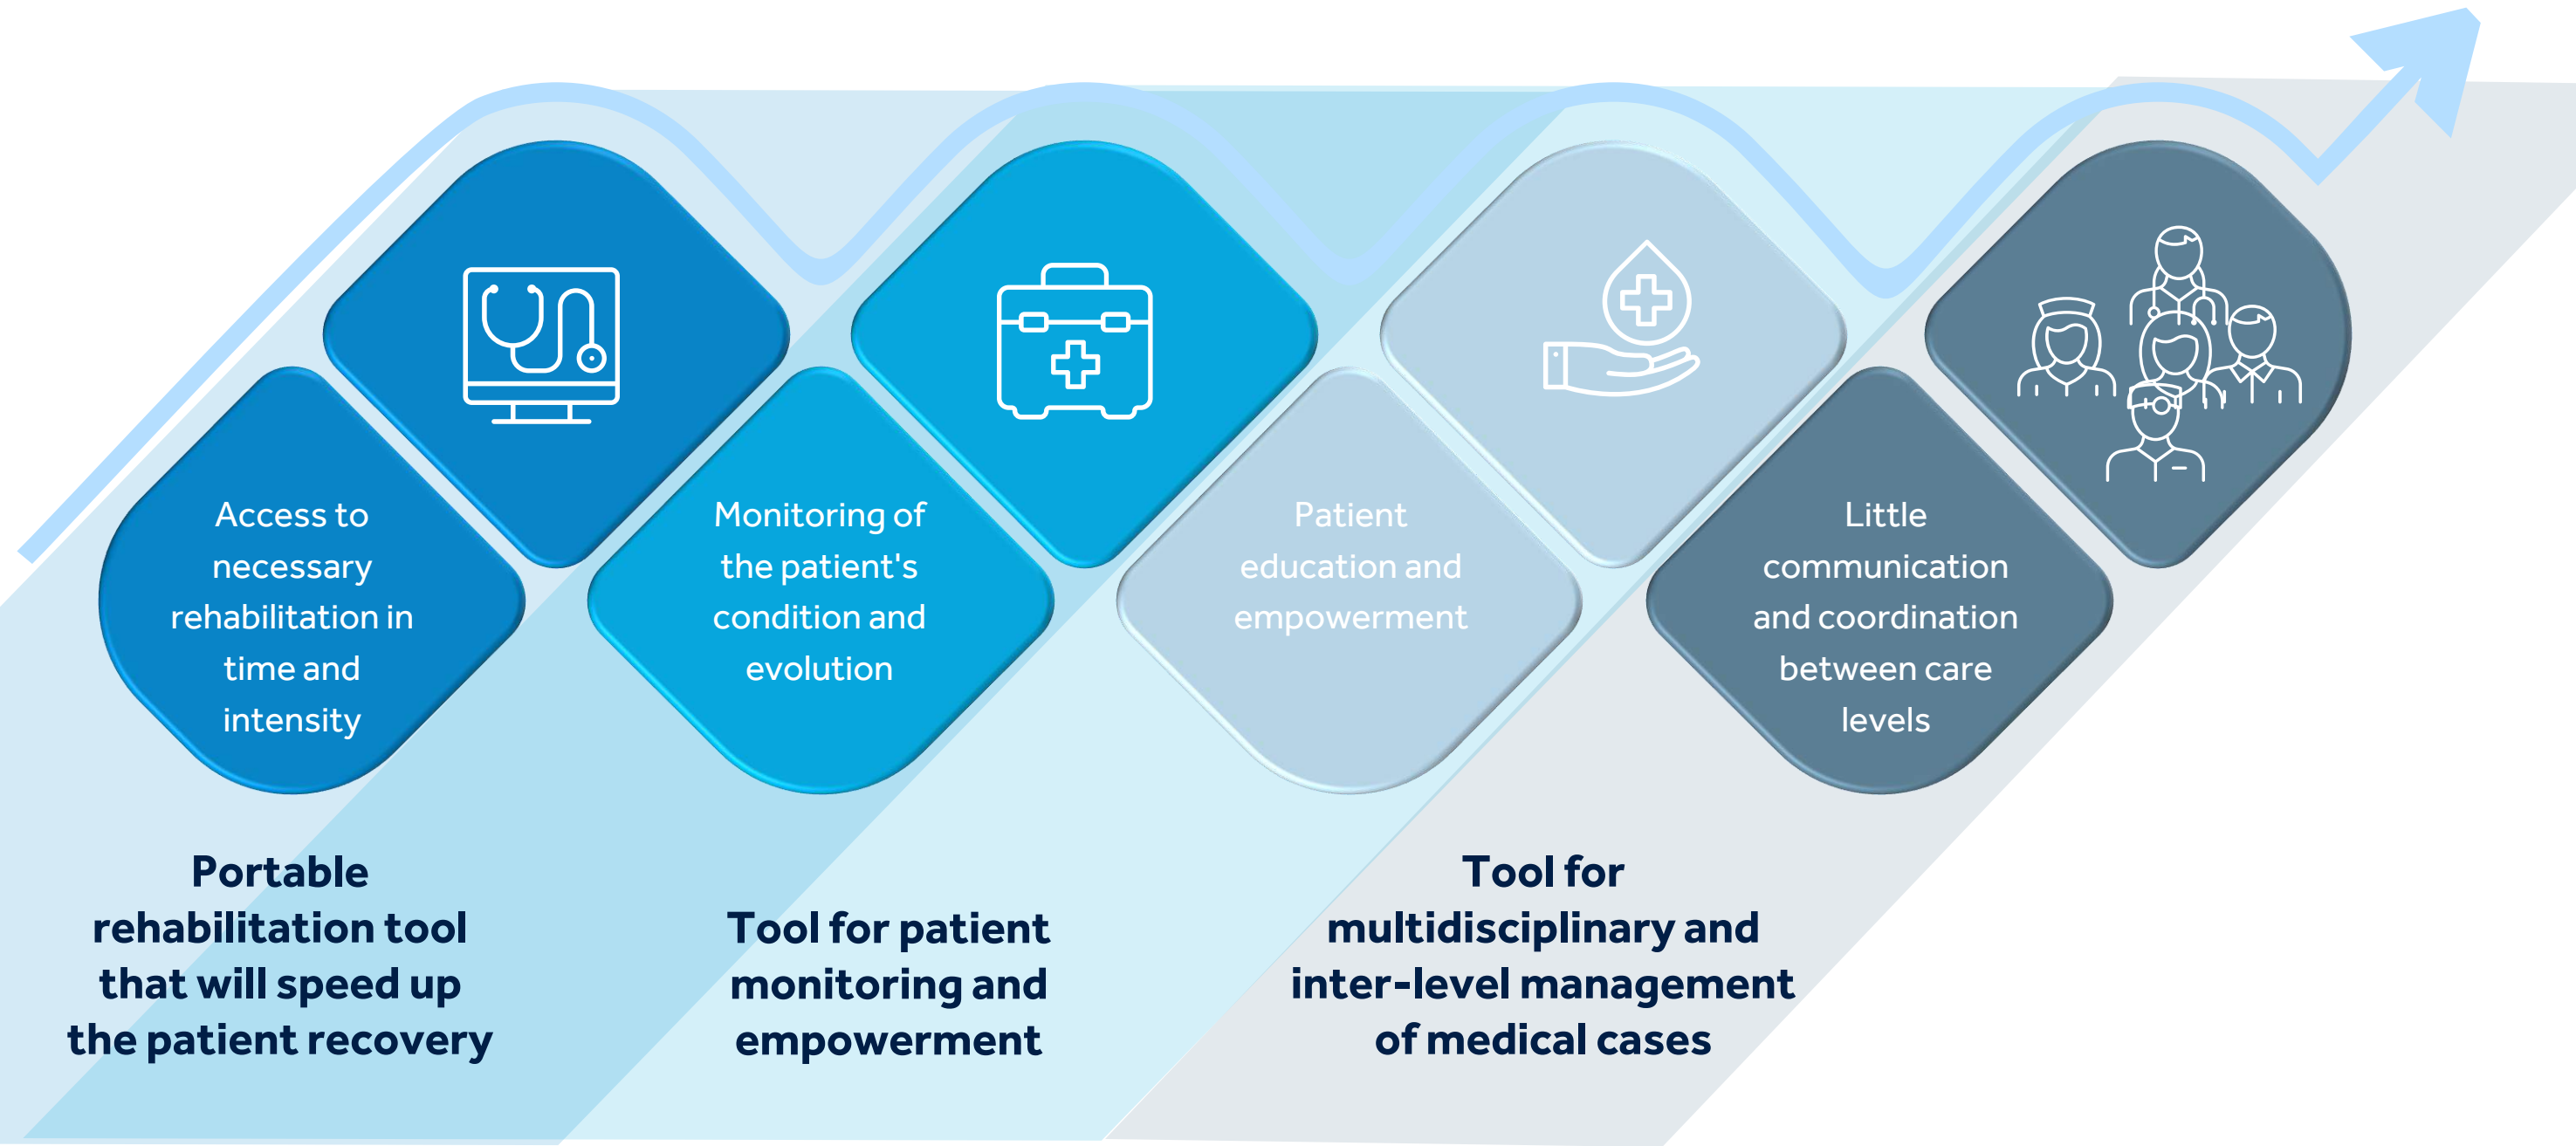 Access to
necessary
rehabilitation in
time and
intensity
Monitoring of
the patient's
condition and
evolution
Patient
education and
empowerment
Little
communication
and coordination
between care
levels
Portable
rehabilitation tool
that will speed up
the patient recovery
Tool for patient
monitoring and
empowerment
Tool for
multidisciplinary and
inter-level management
of medical cases